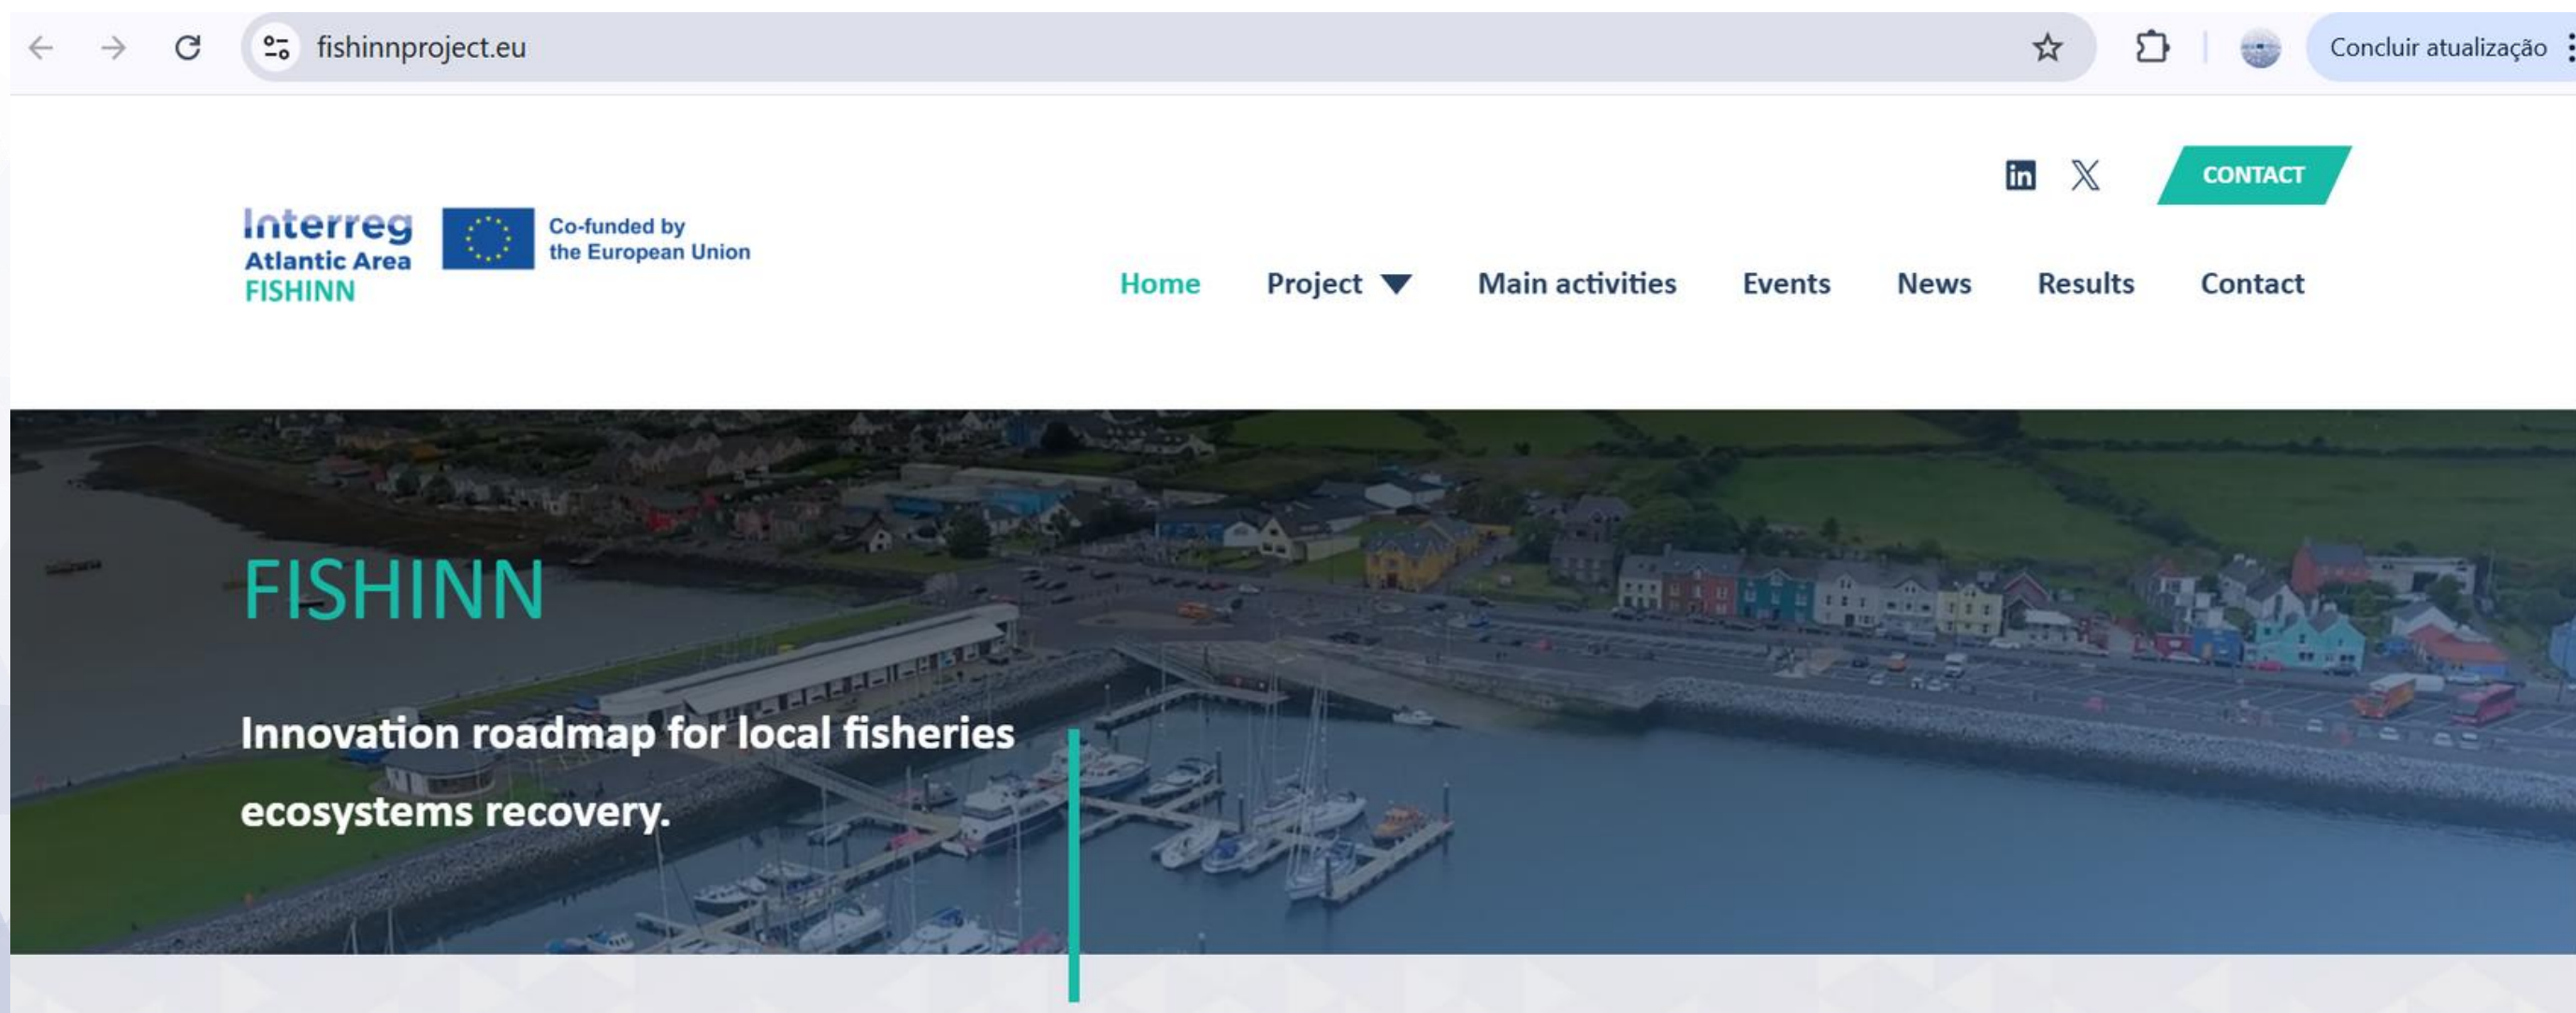 fishinnproject.eu
Concluir atualização
in X
CONTACT
Interreg
Atlantic Area
FISHINN
Co-funded by
the European Union
Home Project Main activities Events News Results Contact
FISHINN
Innovation roadmap for local fisheries
ecosystems recovery.